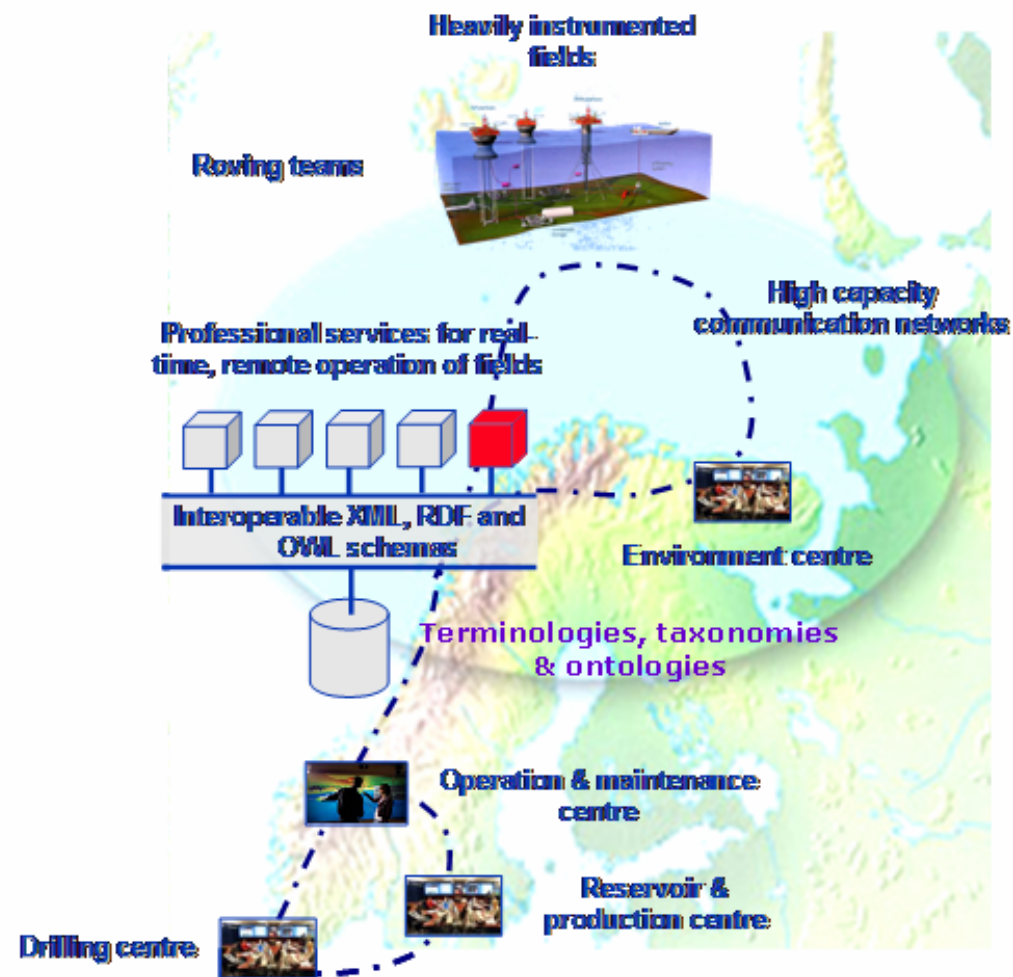 Heavily instrumented
fields
Roving teams
High capacity
communication networks
Professional services for real-
time, remote operation of fields
Interoperable XML, RDF and
OWL schemas
Environment centre
Terminologies, taxonomies
& ontologies
Operation & maintenance
centre
Reservoir &
production centre
Drilling centre